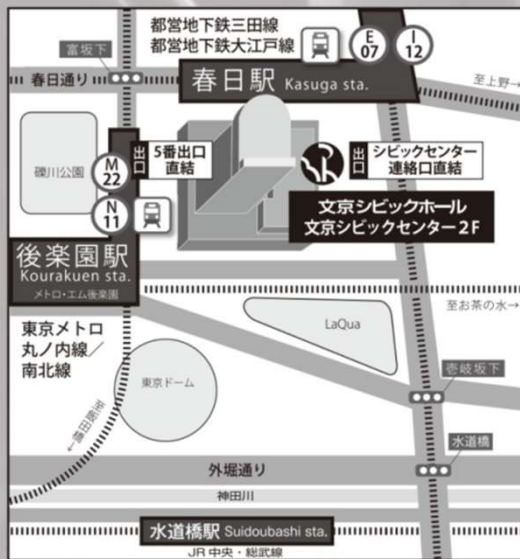 都営地下鉄三田線
都営地下鉄大江戸線
E
07
I
12
富坂下
春日通り
春日駅 Kasuga sta.
至上野→
礫川公園
M
22
出口
5番出口
直結
出口
シビックセンター
連絡口直結
N
11
文京シビックホール
文京シビックセンター2F
後楽園駅
Kourakuen sta.
メトロ・エム後楽園
至お茶の水→
東京メトロ
丸ノ内線/
南北線
LaQua
東京ドーム
壱岐坂下
至飯田橋→
水道橋
外堀通り
神田川
水道橋駅 Suidoubashi sta.
JR 中央・総武線